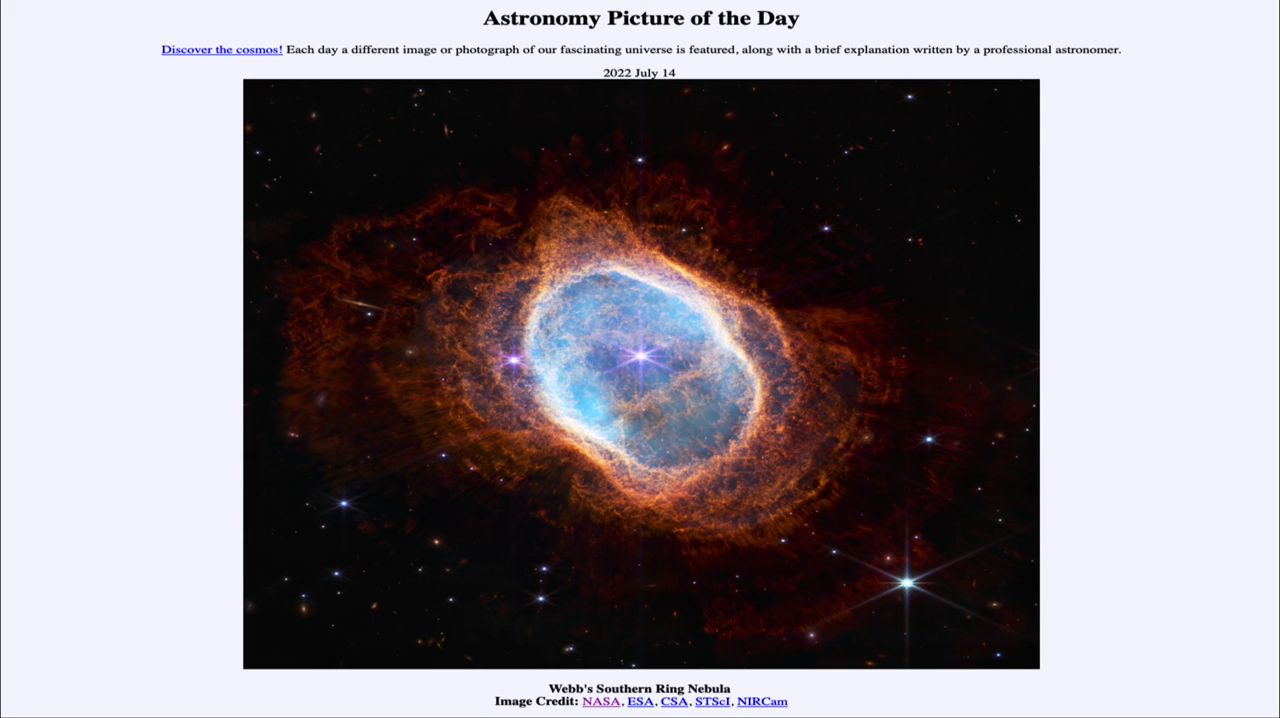 Astronomy Picture of the Day
Discover the cosmos! Each day a different image or photograph of our fascinating universe is featured, along with a brief explanation written by a professional astronomer.
2022 July 14
Webb's Southern Ring Nebula
Image Credit: NASA, ESA, CSA, STScI, NIRCam